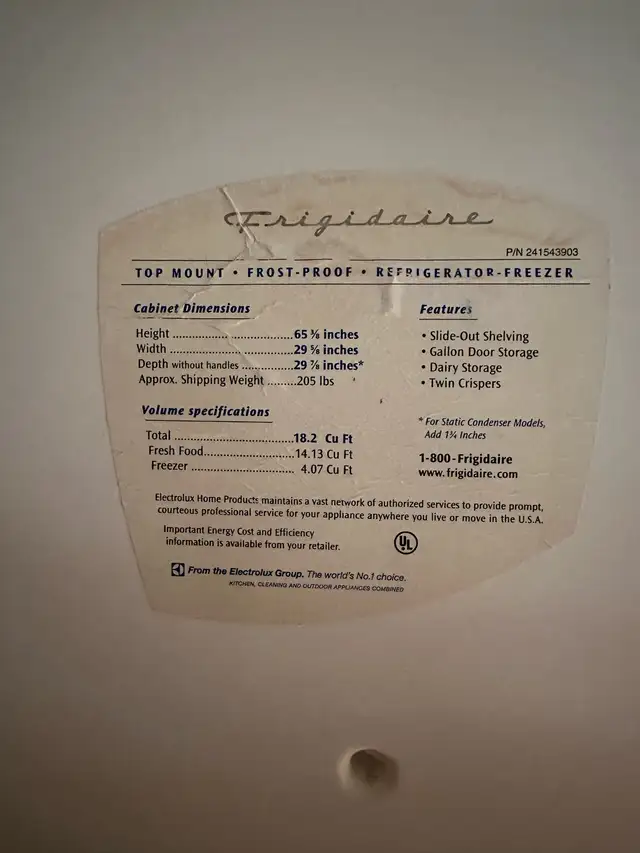 Frigidaire
P/N 241543903
TOP MOUNT • FROST-PROOF • REFRIGERATOR-FREEZER
Cabinet Dimensions
Height ..............................65 ⅜ inches
Width ...............................29 ⅝ inches
Depth without handles .............29 ⅞ inches*
Approx. Shipping Weight .........205 lbs
Volume specifications
Total ..............................18.2 Cu Ft
Fresh Food.......................14.13 Cu Ft
Freezer .......................... 4.07 Cu Ft
Features
• Slide-Out Shelving
• Gallon Door Storage
• Dairy Storage
• Twin Crispers
* For Static Condenser Models,
Add 1¼ Inches
1-800-Frigidaire
www.frigidaire.com
Electrolux Home Products maintains a vast network of authorized services to provide prompt,
courteous professional service for your appliance anywhere you live or move in the U.S.A.
Important Energy Cost and Efficiency
information is available from your retailer.
UL
From the Electrolux Group. The world's No.1 choice.
KITCHEN, CLEANING AND OUTDOOR APPLIANCES COMBINED